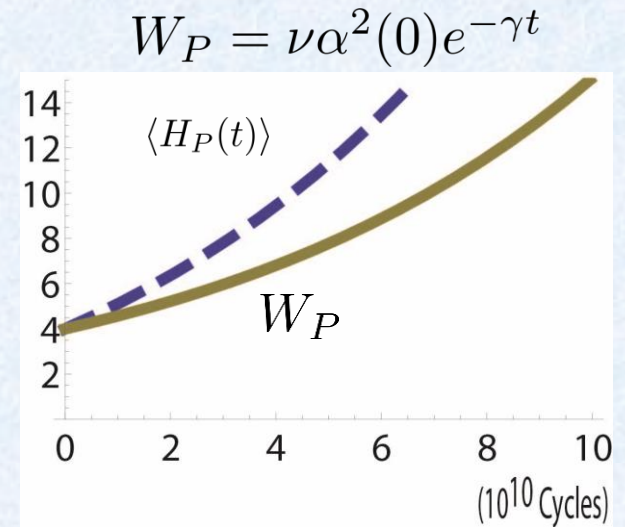 W_P = να²(0)e^{-γt}
14
⟨H_P(t)⟩
12
10
8
6
W_P
4
2
0 2 4 6 8 10
(10^{10} Cycles)